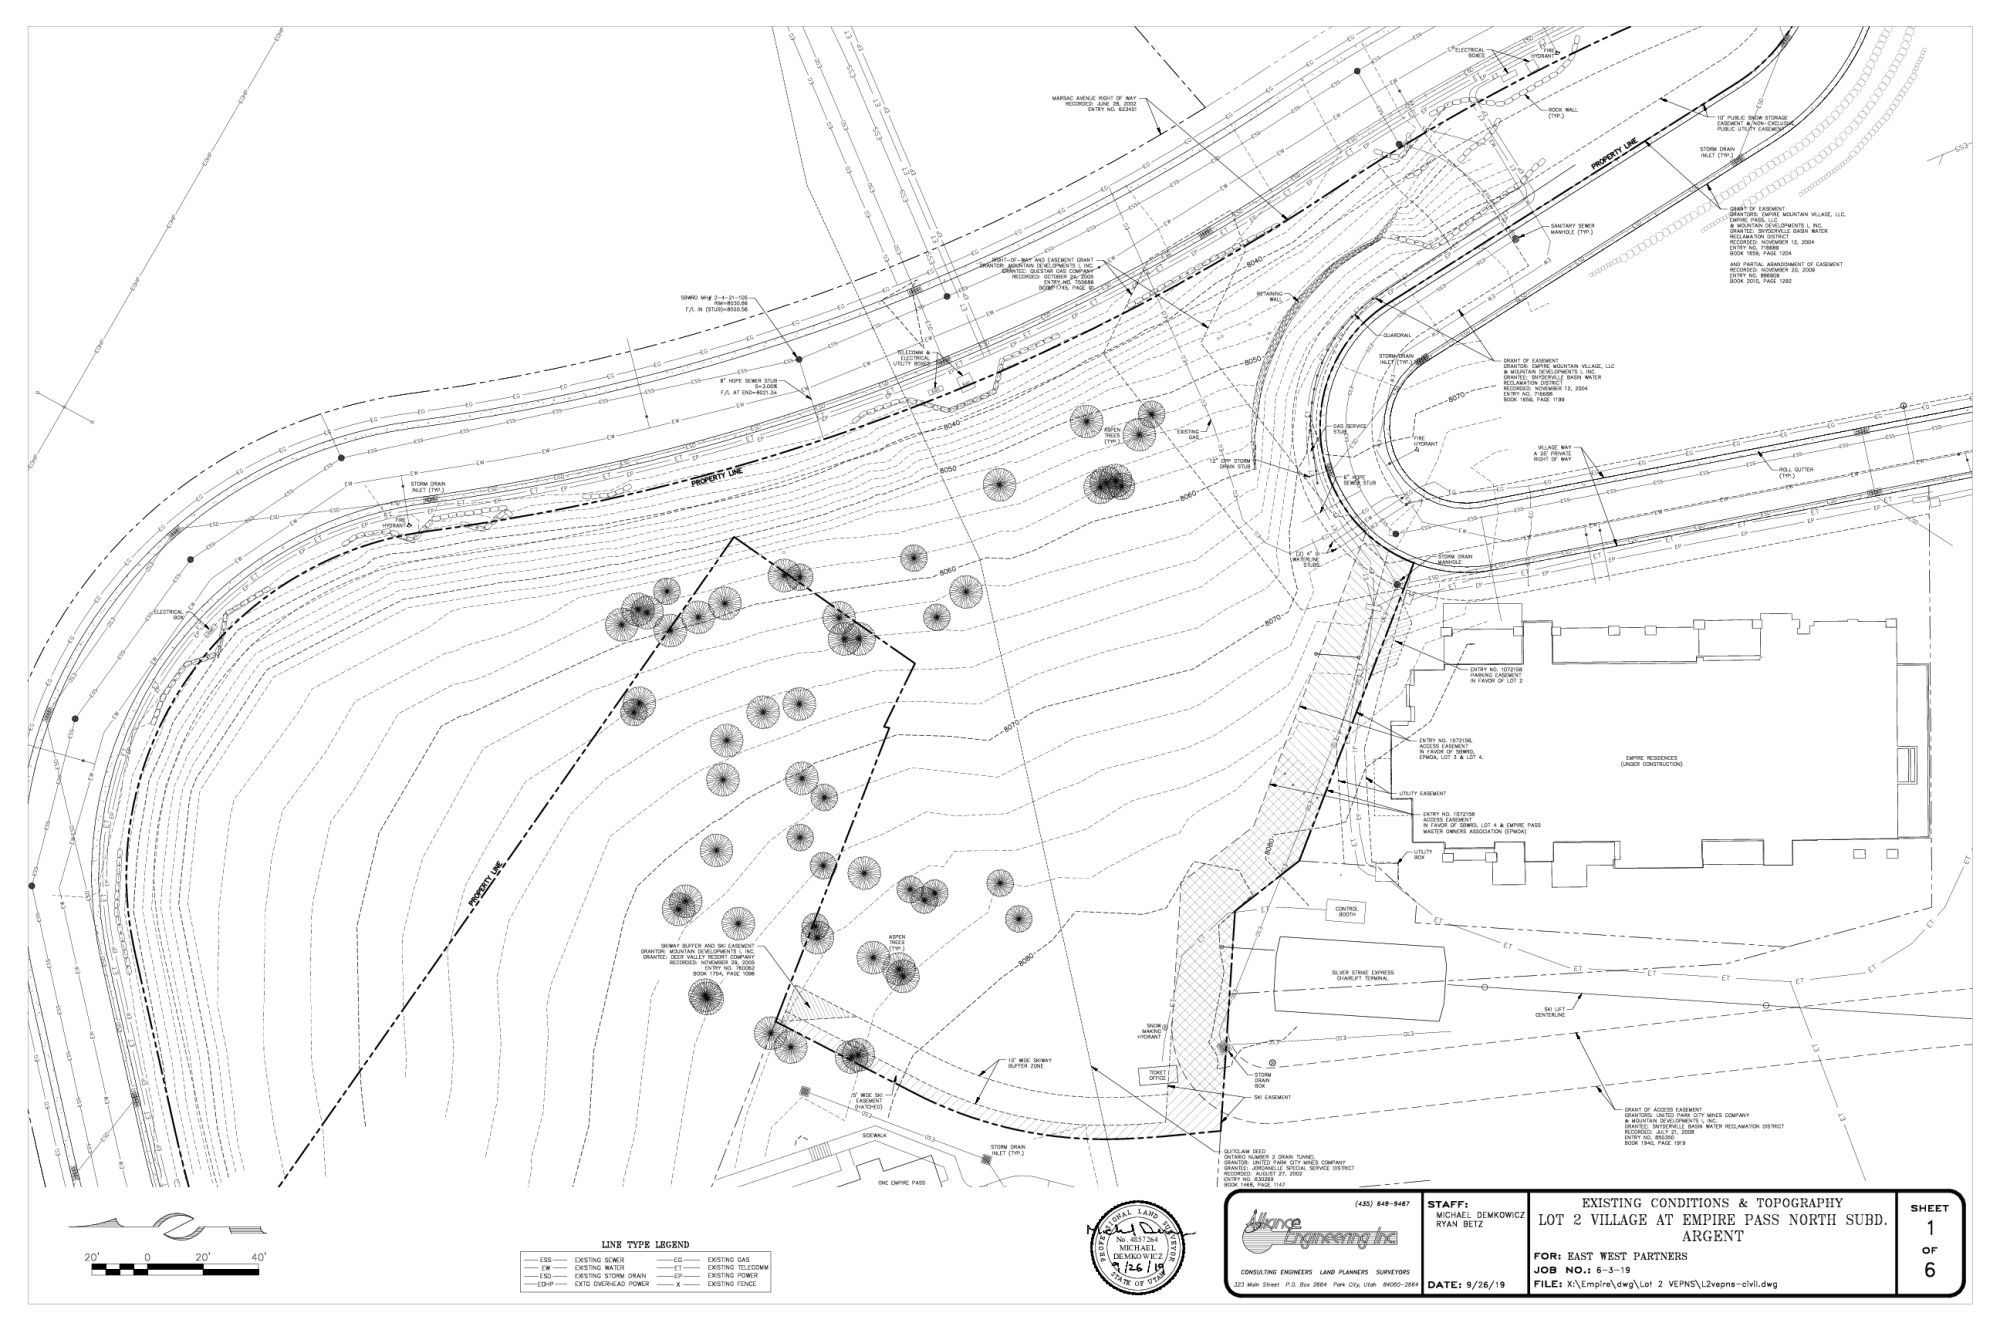 ELECTRICAL
BOXES
FIRE
HYDRANT
MARSAC AVENUE RIGHT OF WAY
RECORDED: JUNE 28, 2002
ENTRY NO. 623451
ROCK WALL
(TYP.)
10' PUBLIC SNOW STORAGE
EASEMENT & NON-EXCLUSIVE
PUBLIC UTILITY EASEMENT
PROPERTY LINE
STORM DRAIN
INLET (TYP.)
GRANT OF EASEMENT
GRANTORS: EMPIRE MOUNTAIN VILLAGE, LLC,
EMPIRE PASS, LLC
& MOUNTAIN DEVELOPMENTS I, INC.
GRANTEE: SNYDERVILLE BASIN WATER
RECLAMATION DISTRICT
RECORDED: NOVEMBER 12, 2004
ENTRY NO. 716689
BOOK 1659, PAGE 1204
AND PARTIAL ABANDONMENT OF EASEMENT
RECORDED: NOVEMBER 20, 2009
ENTRY NO. 886909
BOOK 2010, PAGE 1292
SANITARY SEWER
MANHOLE (TYP.)
RIGHT-OF-WAY AND EASEMENT GRANT
GRANTOR: MOUNTAIN DEVELOPMENTS I, INC.
GRANTEE: QUESTAR GAS COMPANY
RECORDED: OCTOBER 24, 2005
ENTRY NO. 755686
BOOK 1745, PAGE 91
8040
RETAINING
WALL
SBWRD MH# 2-4-21-105
RIM=8030.66
F/L IN (STUB)=8030.56
GUARDRAIL
STORM DRAIN
INLET (TYP.)
TELECOMM &
ELECTRICAL
UTILITY BOXES
8050
GRANT OF EASEMENT
GRANTOR: EMPIRE MOUNTAIN VILLAGE, LLC
& MOUNTAIN DEVELOPMENTS I, INC.
GRANTEE: SNYDERVILLE BASIN WATER
RECLAMATION DISTRICT
RECORDED: NOVEMBER 12, 2004
ENTRY NO. 716688
BOOK 1659, PAGE 1199
8" HDPE SEWER STUB
S=3.05%
F/L AT END=8021.34
8070
8040
ASPEN
TREES
(TYP.)
EXISTING
GAS
GAS SERVICE
STUB
FIRE
HYDRANT
VILLAGE WAY
A 25' PRIVATE
RIGHT OF WAY
ROLL GUTTER
(TYP.)
12" CPP STORM
DRAIN STUB
6" HDPE
SEWER STUB
8050
PROPERTY LINE
8060
STORM DRAIN
INLET (TYP.)
FIRE
HYDRANT
(2) 4" DI
WATERLINE
STUBS
STORM DRAIN
MANHOLE
8060
ELECTRICAL
BOX
8070
ENTRY NO. 1072158
PARKING EASEMENT
IN FAVOR OF LOT 2
8070
ENTRY NO. 1072158,
ACCESS EASEMENT
IN FAVOR OF SBWRD,
EPMOA, LOT 3 & LOT 4.
EMPIRE RESIDENCES
(UNDER CONSTRUCTION)
UTILITY EASEMENT
ENTRY NO. 1072158
ACCESS EASEMENT
IN FAVOR OF SBWRD, LOT 4 & EMPIRE PASS
MASTER OWNERS ASSOCIATION (EPMOA)
8080
UTILITY
BOX
PROPERTY LINE
CONTROL
BOOTH
ASPEN
TREES
(TYP.)
SKIWAY BUFFER AND SKI EASEMENT
GRANTOR: MOUNTAIN DEVELOPMENTS I, INC.
GRANTEE: DEER VALLEY RESORT COMPANY
RECORDED: NOVEMBER 29, 2005
ENTRY NO. 760062
BOOK 1754, PAGE 1096
8080
SILVER STRIKE EXPRESS
CHAIRLIFT TERMINAL
SKI LIFT
CENTERLINE
SNOW
MAKING
HYDRANT
10' WIDE SKIWAY
BUFFER ZONE
TICKET
OFFICE
STORM
DRAIN
BOX
SKI EASEMENT
5' WIDE SKI
EASEMENT
(HATCHED)
GRANT OF ACCESS EASEMENT
GRANTORS: UNITED PARK CITY MINES COMPANY
& MOUNTAIN DEVELOPMENTS I, INC.
GRANTEE: SNYDERVILLE BASIN WATER RECLAMATION DISTRICT
RECORDED: JULY 21, 2008
ENTRY NO. 850350
BOOK 1940, PAGE 1919
SIDEWALK
STORM DRAIN
INLET (TYP.)
ONE EMPIRE PASS
QUITCLAIM DEED
ONTARIO NUMBER 2 DRAIN TUNNEL
GRANTOR: UNITED PARK CITY MINES COMPANY
GRANTEE: JORDANELLE SPECIAL SERVICE DISTRICT
RECORDED: AUGUST 27, 2002
ENTRY NO. 630269
BOOK 1468, PAGE 1147
20' 0 20' 40'
LINE TYPE LEGEND
ESS EXISTING SEWER EG EXISTING GAS
EW EXISTING WATER ET EXISTING TELECOMM
ESD EXISTING STORM DRAIN EP EXISTING POWER
EOHP EXTG OVERHEAD POWER X EXISTING FENCE
PROFESSIONAL LAND SURVEYOR
No. 4857264
MICHAEL
DEMKOWICZ
9/26/19
STATE OF UTAH
(435) 649-9467
Alliance
Engineering Inc.
CONSULTING ENGINEERS LAND PLANNERS SURVEYORS
323 Main Street P.O. Box 2664 Park City, Utah 84060-2664
STAFF:
MICHAEL DEMKOWICZ
RYAN BETZ
DATE: 9/26/19
EXISTING CONDITIONS & TOPOGRAPHY
LOT 2 VILLAGE AT EMPIRE PASS NORTH SUBD.
ARGENT
FOR: EAST WEST PARTNERS
JOB NO.: 6-3-19
FILE: X:\Empire\dwg\Lot 2 VEPNS\L2vepns-civil.dwg
SHEET
1
OF
6